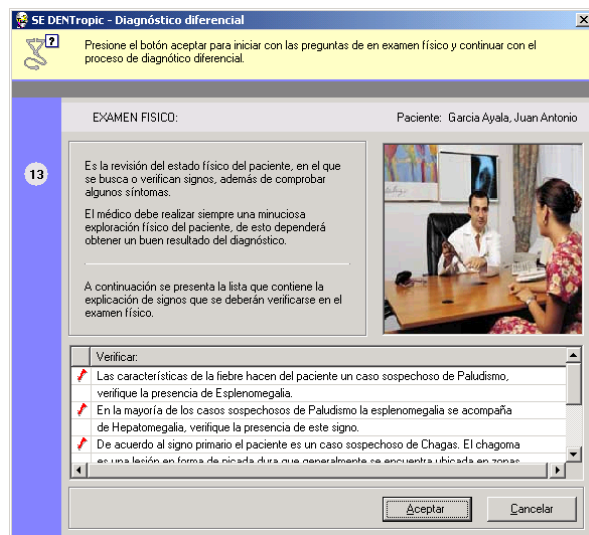 SE DENTropic - Diagnóstico diferencial
Presione el botón aceptar para iniciar con las preguntas de en examen físico y continuar con el
proceso de diagnótico diferencial.
EXAMEN FISICO:
Paciente: Garcia Ayala, Juan Antonio
13
Es la revisión del estado físico del paciente, en el que
se busca o verifican signos, además de comprobar
algunos síntomas.
El médico debe realizar siempre una minuciosa
exploración físico del paciente, de esto dependerá
obtener un buen resultado del diagnóstico.
A continuación se presenta la lista que contiene la
explicación de signos que se deberán verificarse en el
examen físico.
Verificar:
Las características de la fiebre hacen del paciente un caso sospechoso de Paludismo,
verifique la presencia de Esplenomegalia.
En la mayoría de los casos sospechosos de Paludismo la esplenomegalia se acompaña
de Hepatomegalia, verifique la presencia de este signo.
De acuerdo al signo primario el paciente es un caso sospechoso de Chagas. El chagoma
es una lesión en forma de picada dura que generalmente se encuentra ubicada en zonas
Aceptar
Cancelar